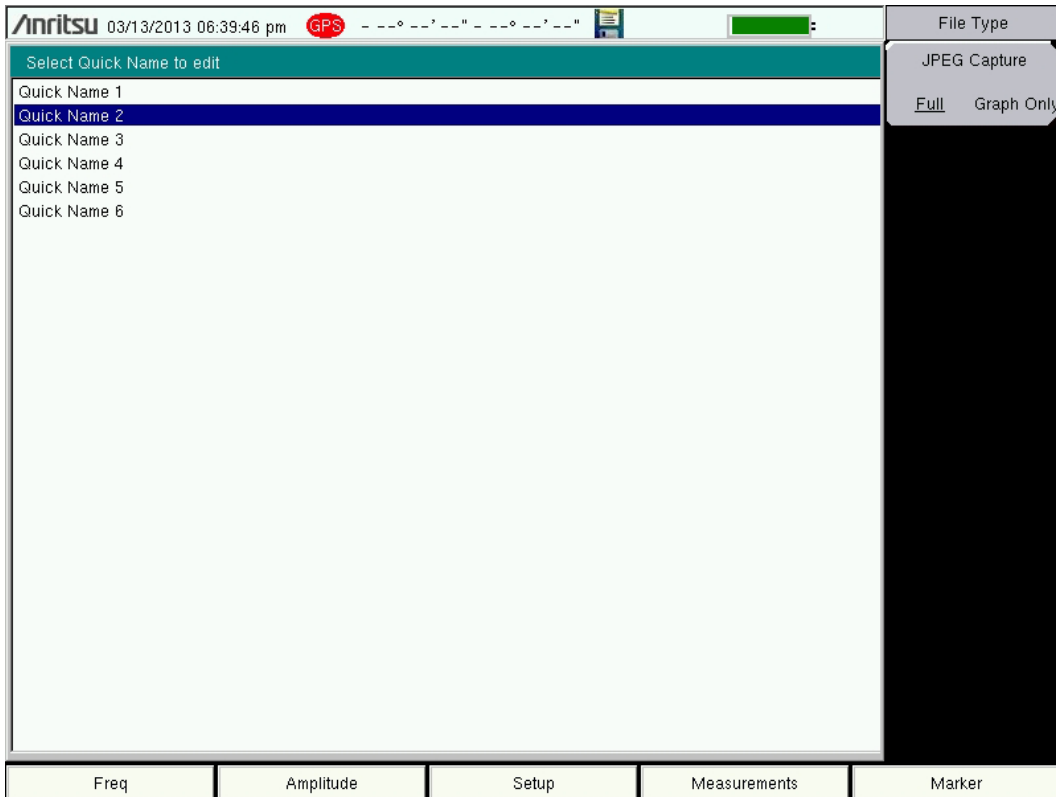 Anritsu 03/13/2013 06:39:46 pm GPS - --° --' --" - --° --' --"
File Type
Select Quick Name to edit
JPEG Capture
Full Graph Only
Quick Name 1
Quick Name 2
Quick Name 3
Quick Name 4
Quick Name 5
Quick Name 6
Freq Amplitude Setup Measurements Marker